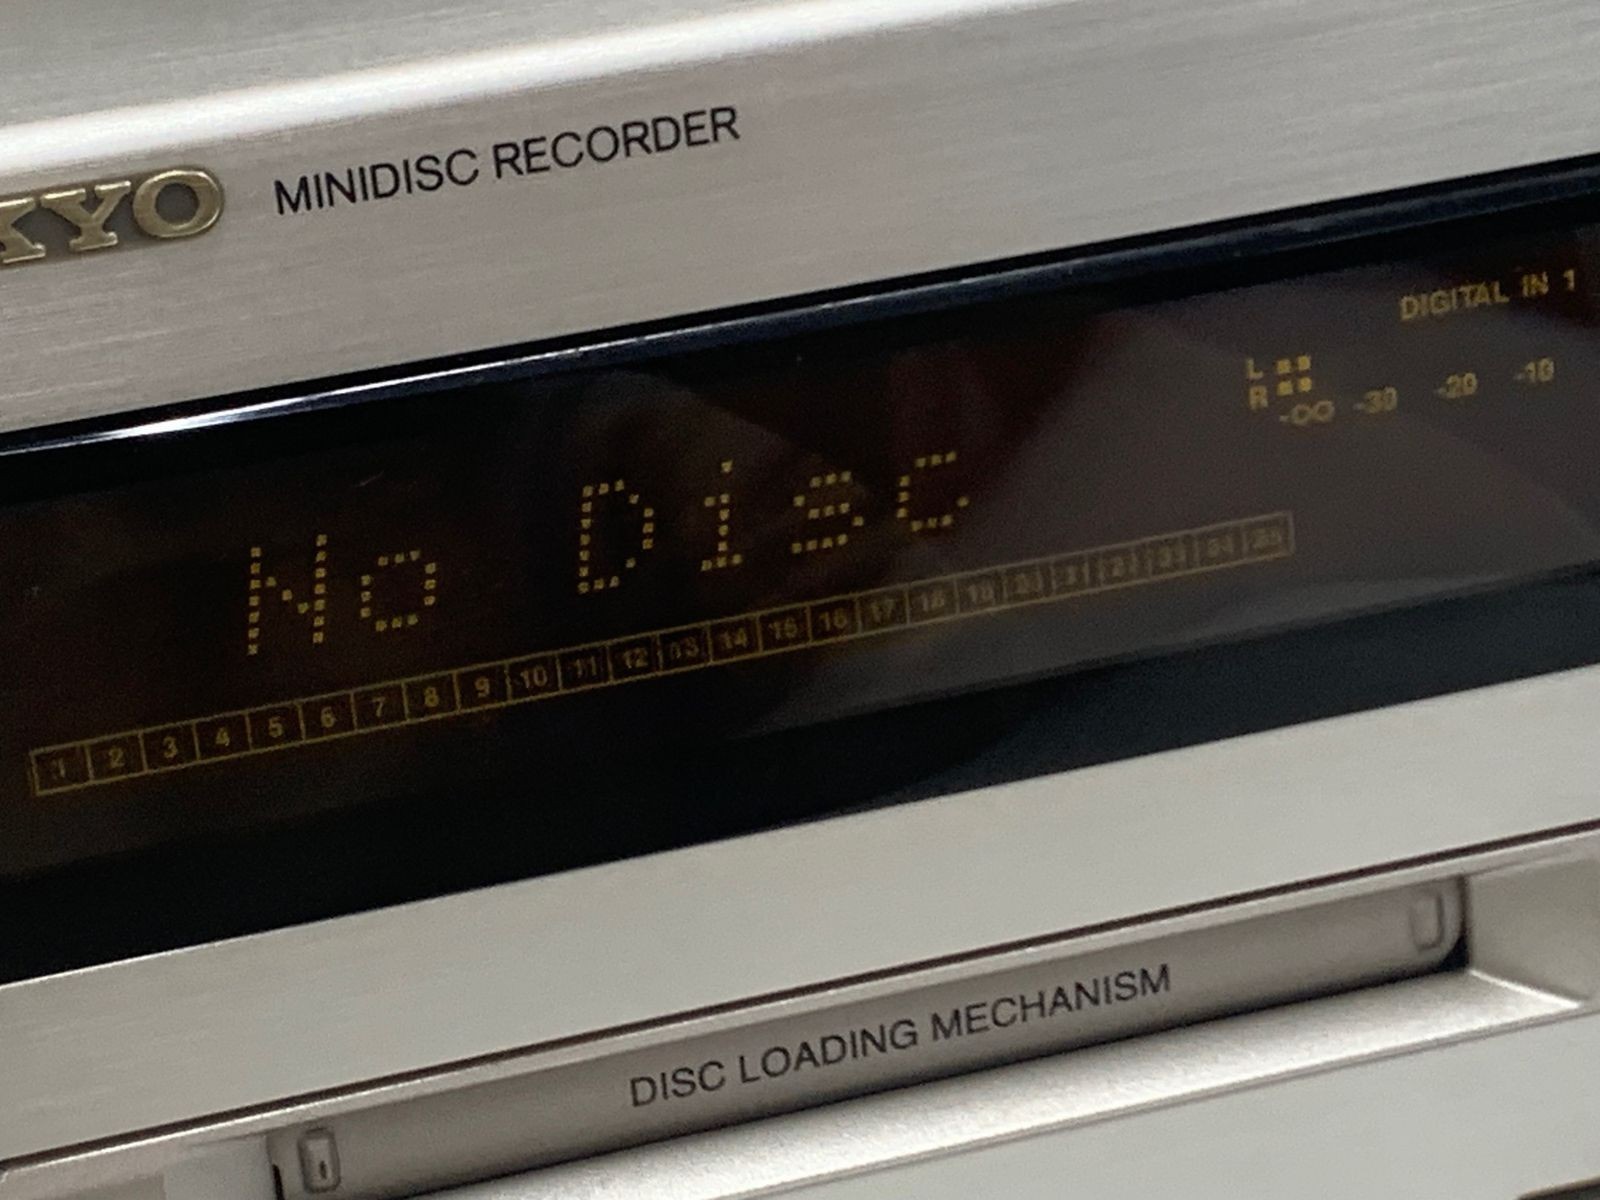 KYO MINIDISC RECORDER
DIGITAL IN 1
L
R
-∞ -30 -20 -10
No Disc
1 2 3 4 5 6 7 8 9 10 11 12 13 14 15 16 17 18 19 20 21 22 23 24 25
DISC LOADING MECHANISM